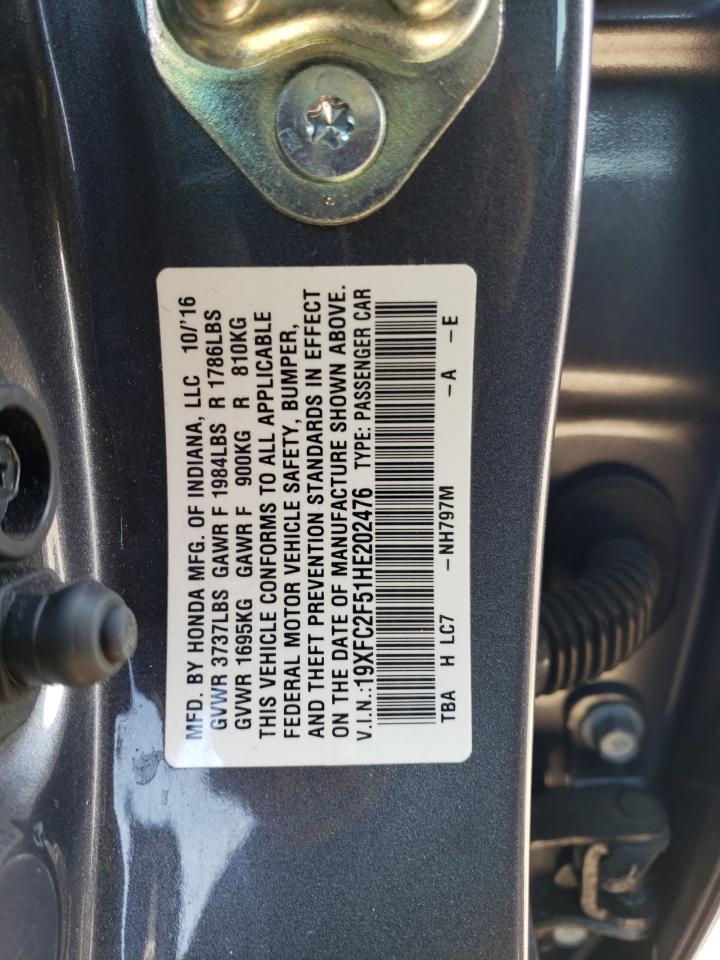 MFD. BY HONDA MFG. OF INDIANA, LLC 10/'16
GVWR 3737LBS GAWR F 1984LBS R 1786LBS
GVWR 1695KG GAWR F 900KG R 810KG
THIS VEHICLE CONFORMS TO ALL APPLICABLE
FEDERAL MOTOR VEHICLE SAFETY, BUMPER,
AND THEFT PREVENTION STANDARDS IN EFFECT
ON THE DATE OF MANUFACTURE SHOWN ABOVE.
V.I.N.:19XFC2F51HE202476 TYPE: PASSENGER CAR
TBA H LC7 -NH797M -A -E